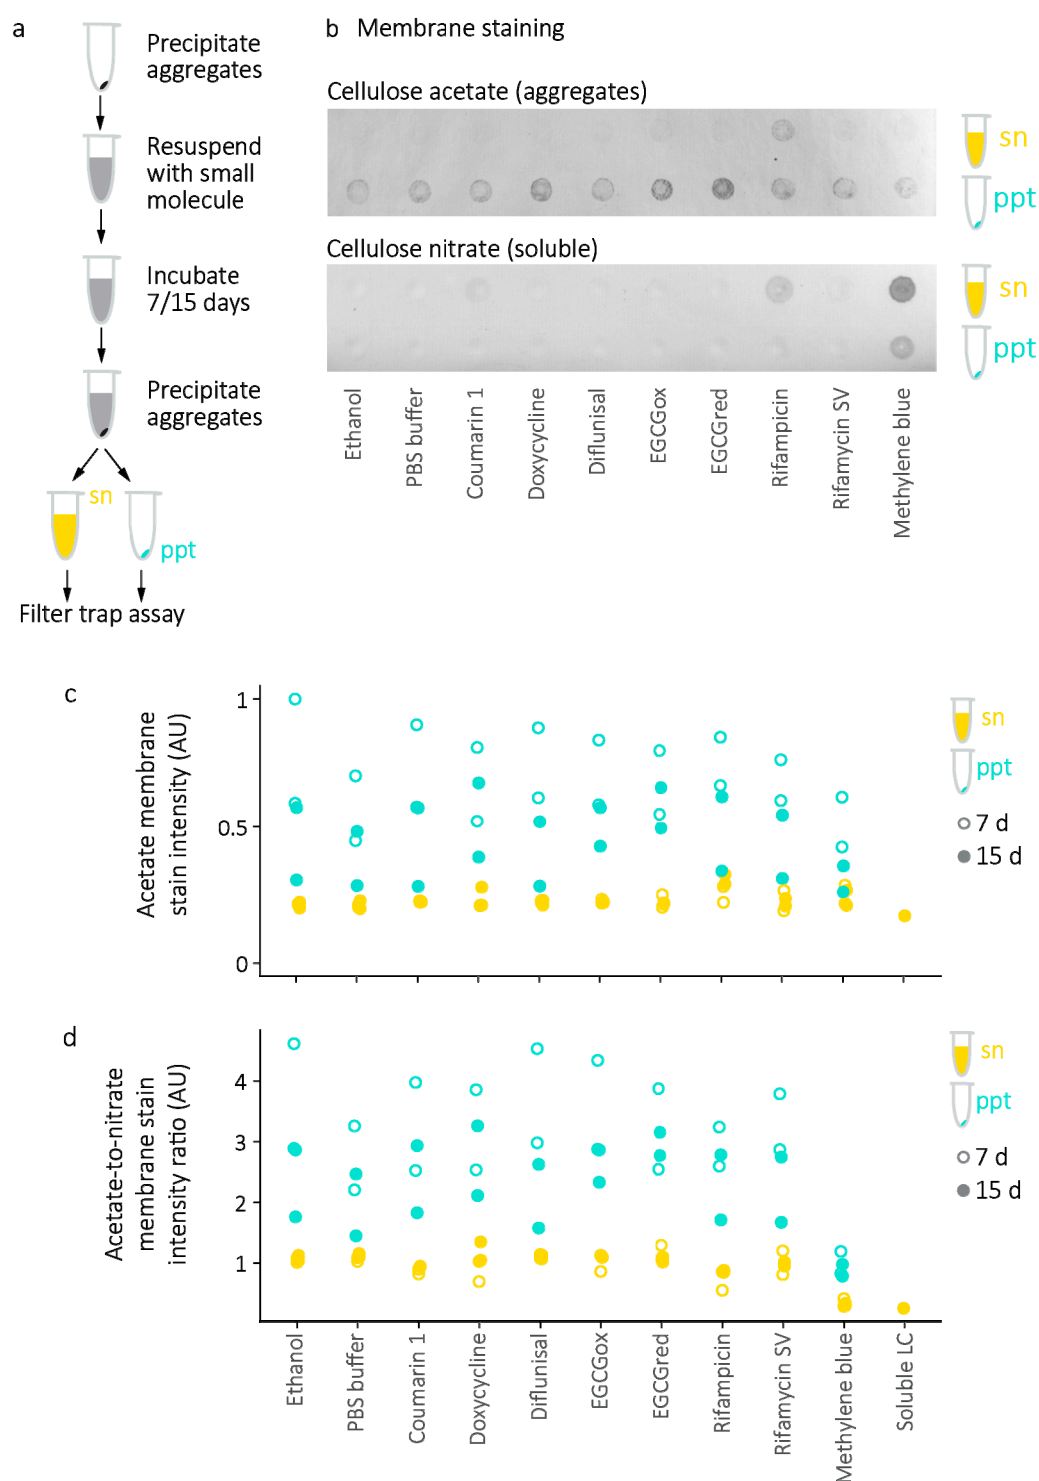 a
Precipitate
aggregates
Resuspend
with small
molecule
Incubate
7/15 days
Precipitate
aggregates
sn
ppt
Filter trap assay
b Membrane staining
Cellulose acetate (aggregates)
sn
ppt
Cellulose nitrate (soluble)
sn
ppt
Ethanol
PBS buffer
Coumarin 1
Doxycycline
Diflunisal
EGCGox
EGCGred
Rifampicin
Rifamycin SV
Methylene blue
c
Acetate membrane
stain intensity (AU)
1
0.5
0
sn
ppt
7 d
15 d
d
Acetate-to-nitrate
membrane stain
intensity ratio (AU)
4
3
2
1
sn
ppt
7 d
15 d
Ethanol
PBS buffer
Coumarin 1
Doxycycline
Diflunisal
EGCGox
EGCGred
Rifampicin
Rifamycin SV
Methylene blue
Soluble LC